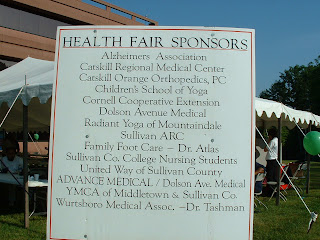 HEALTH FAIR SPONSORS
Alzheimers Association
Catskill Regional Medical Center
Catskill Orange Orthopedics, PC
Children's School of Yoga
Cornell Cooperative Extension
Dolson Avenue Medical
Radiant Yoga of Mountaindale
Sullivan ARC
Family Foot Care – Dr. Atlas
Sullivan Co. College Nursing Students
United Way of Sullivan County
ADVANCE MEDICAL / Dolson Ave. Medical
YMCA of Middletown & Sullivan Co.
Wurtsboro Medical Assoc. –Dr. Tashman